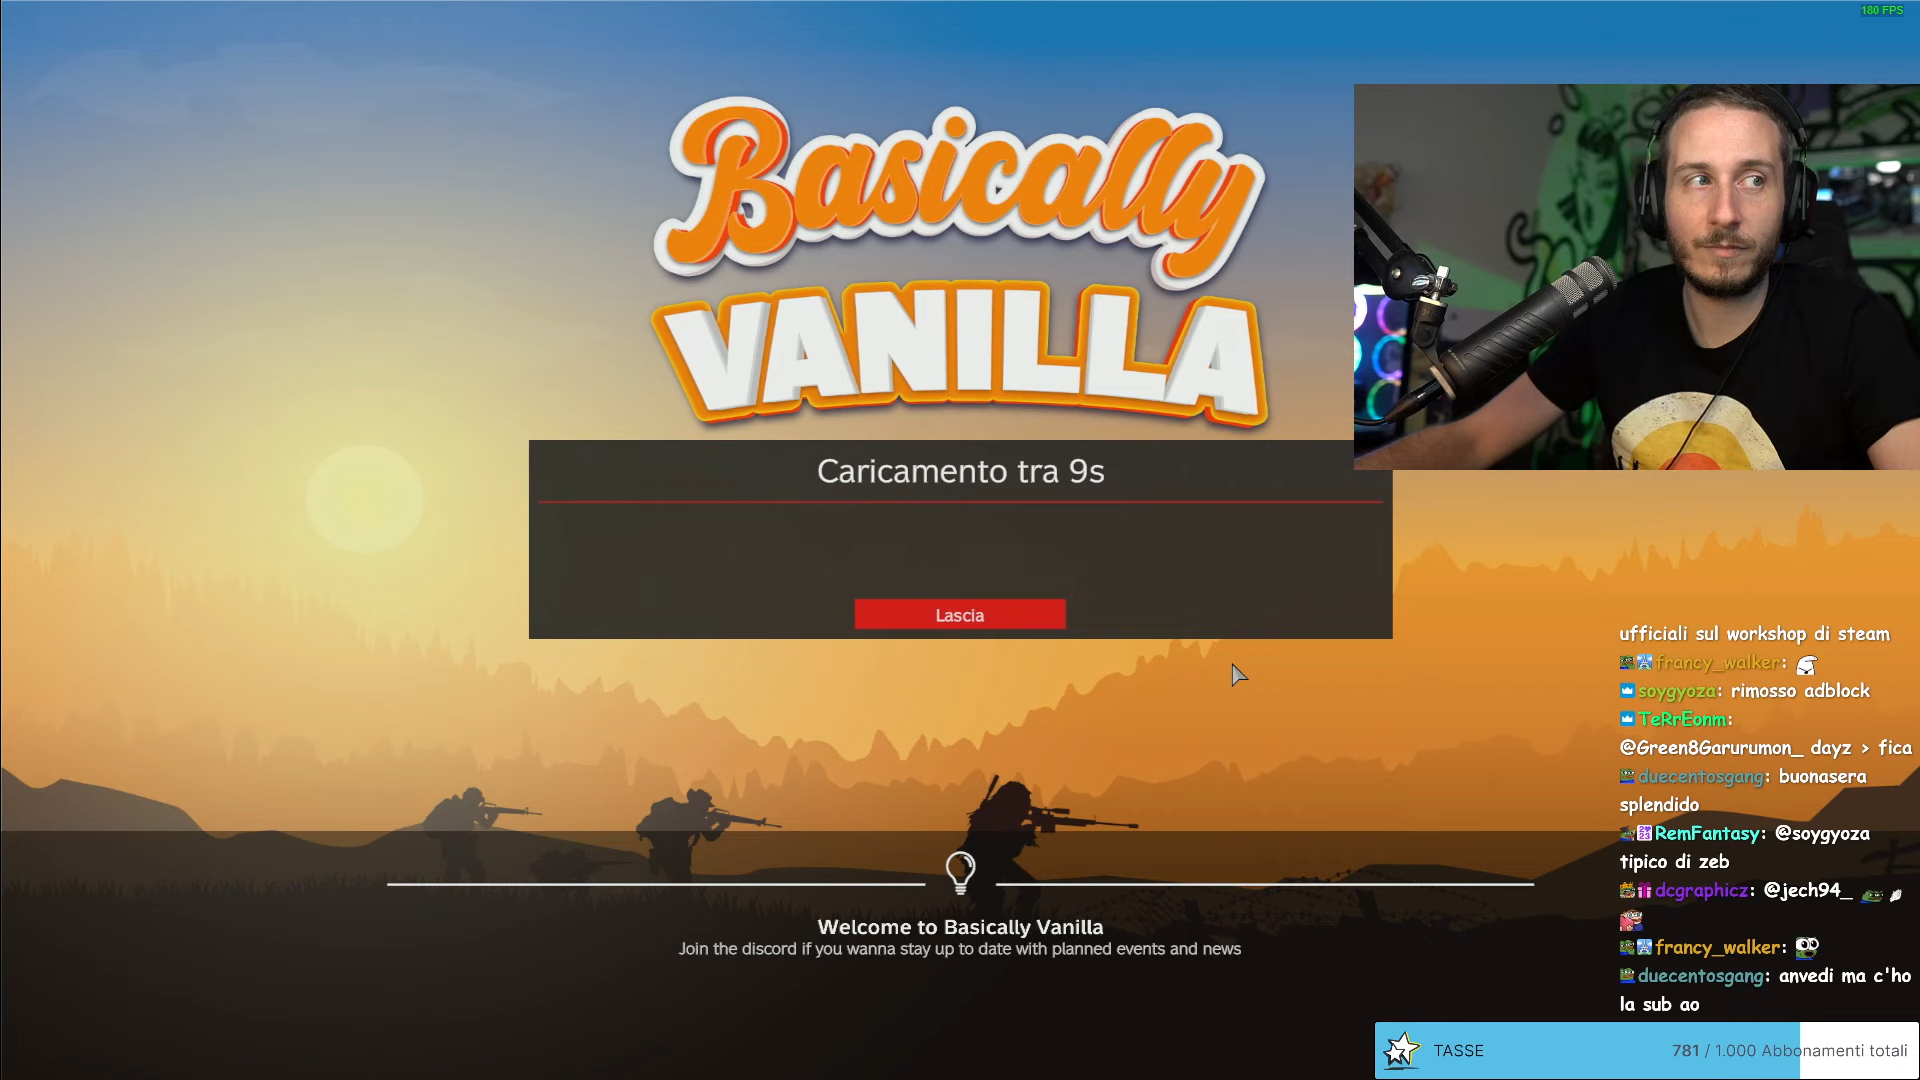 180 FPS
Basically
VANILLA
Caricamento tra 9s
Lascia
Welcome to Basically Vanilla
Join the discord if you wanna stay up to date with planned events and news
ufficiali sul workshop di steam
francy_walker:
soygyoza: rimosso adblock
TeRrEonm:
@Green8Garurumon_ dayz > fica
duecentosgang: buonasera
splendido
RemFantasy: @soygyoza
tipico di zeb
dcgraphicz: @jech94_
francy_walker:
duecentosgang: anvedi ma c'ho
la sub ao
TASSE
781 / 1.000 Abbonamenti totali